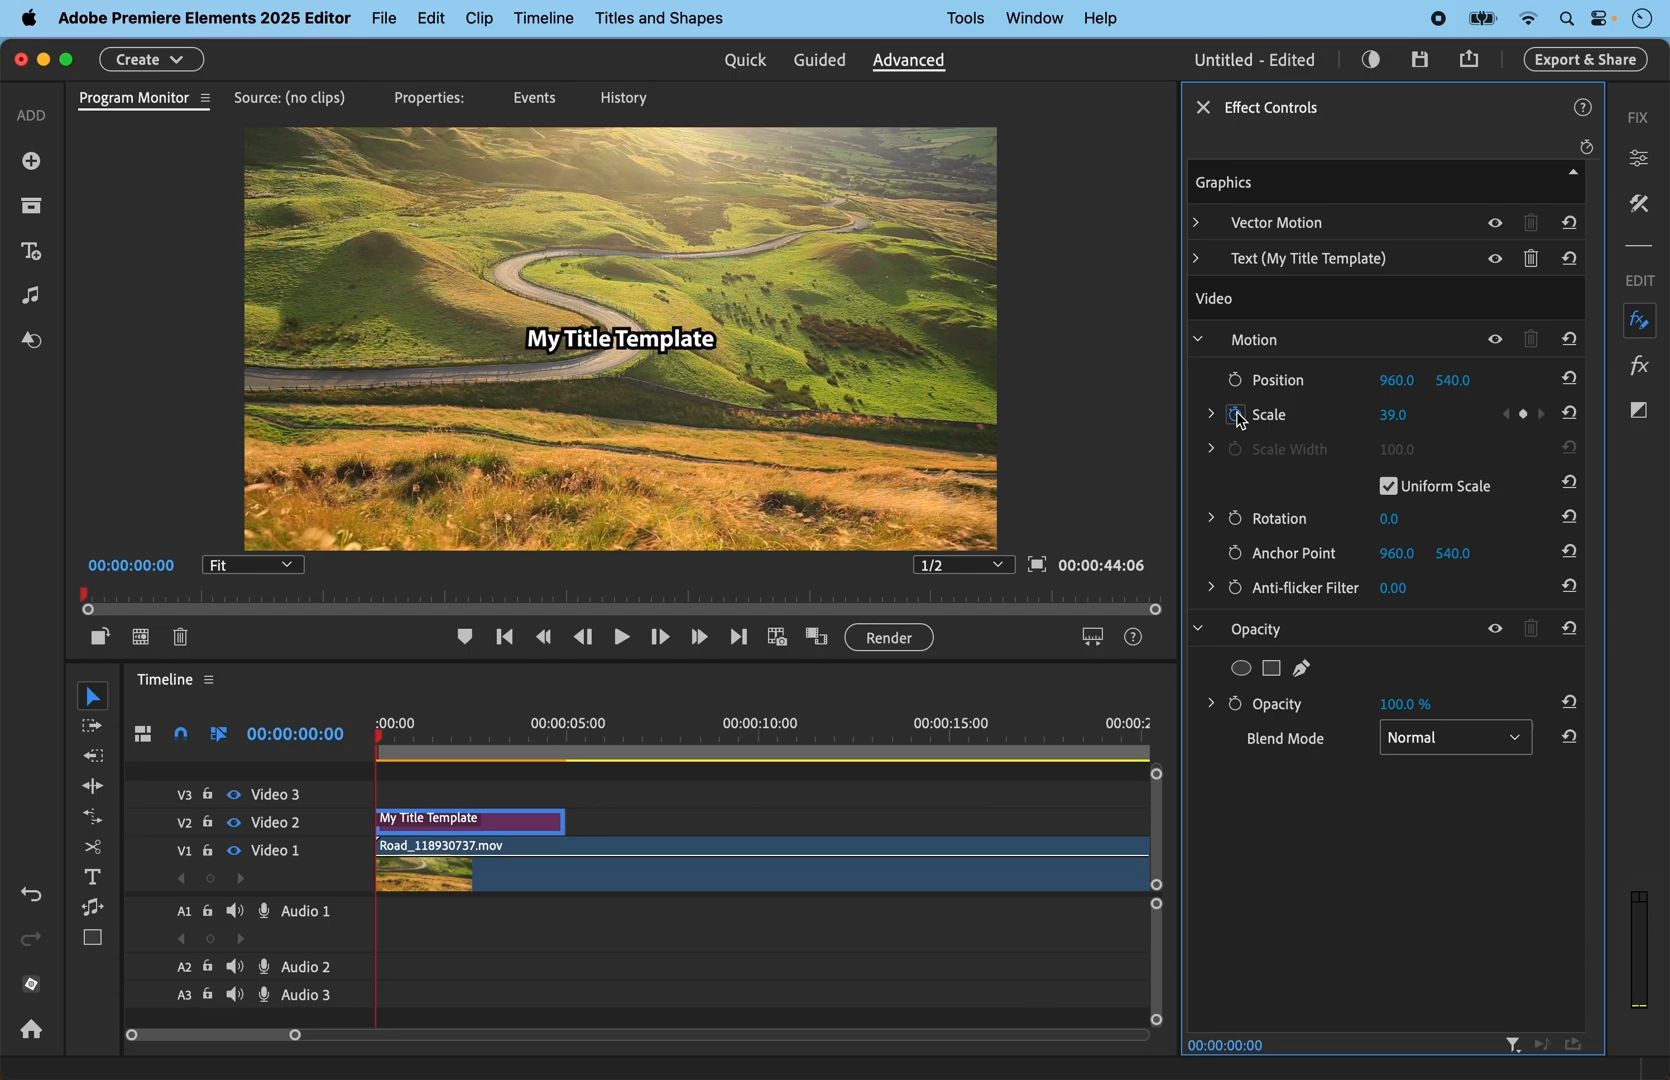 Adobe Premiere Elements 2025 Editor File Edit Clip Timeline Titles and Shapes Tools Window Help
Create Quick Guided Advanced Untitled - Edited Export & Share
ADD
Program Monitor Source: (no clips) Properties: Events History
My Title Template
00:00:00:00 Fit 1/2 00:00:44:06
Render
Timeline
00:00:00:00 :00:00 00:00:05:00 00:00:10:00 00:00:15:00 00:00:2
V3 Video 3
V2 Video 2 My Title Template
V1 Video 1 Road_118930737.mov
A1 Audio 1
A2 Audio 2
A3 Audio 3
Effect Controls
Graphics
Vector Motion
Text (My Title Template)
Video
Motion
Position 960.0 540.0
Scale 39.0
Scale Width 100.0
Uniform Scale
Rotation 0.0
Anchor Point 960.0 540.0
Anti-flicker Filter 0.00
Opacity
Opacity 100.0 %
Blend Mode Normal
00:00:00:00
FIX
EDIT
fx
fx